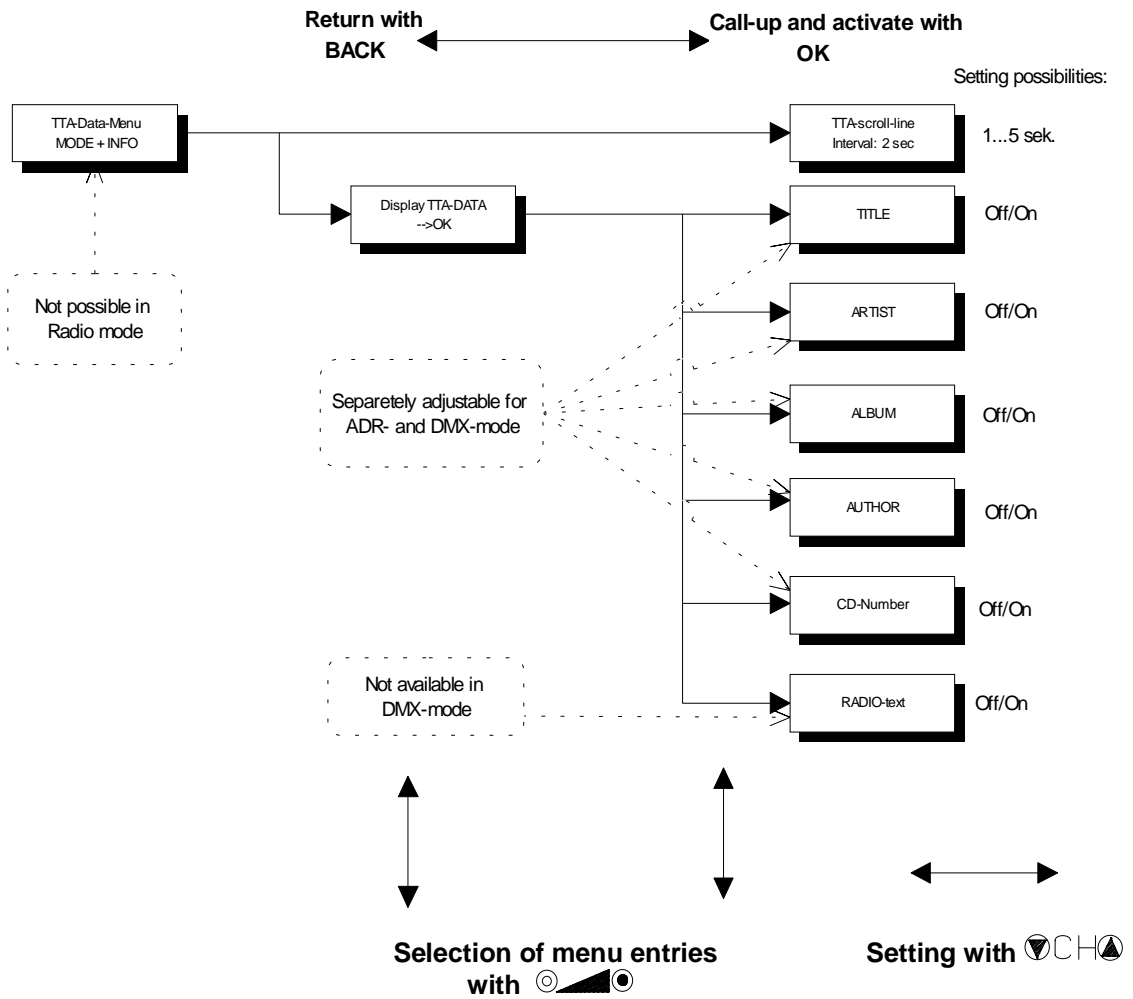 Return with
BACK
Call-up and activate with
OK
Setting possibilities:
TTA-Data-Menu
MODE + INFO
TTA-scroll-line
Interval: 2 sec
1...5 sek.
Display TTA-DATA
-->OK
TITLE
Off/On
Not possible in
Radio mode
ARTIST
Off/On
Separetely adjustable for
ADR- and DMX-mode
ALBUM
Off/On
AUTHOR
Off/On
CD-Number
Off/On
Not available in
DMX-mode
RADIO-text
Off/On
Selection of menu entries
with
Setting with CH